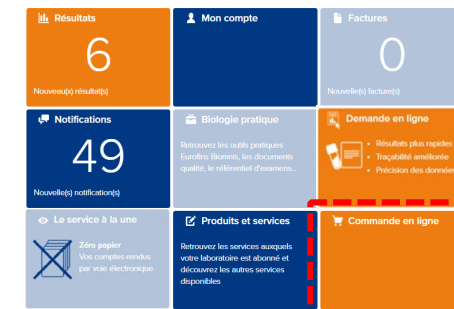 Résultats
6
Nouveau(x) résultat(s)
Mon compte
Factures
0
Nouvelle(s) facture(s)
Notifications
49
Nouvelle(s) notification(s)
Biologie pratique
Retrouvez les outils pratiques
Eurofins Biomnis, les documents
qualité, le référentiel d'examens...
Demande en ligne
• Résultats plus rapides
• Traçabilité améliorée
• Précision des données
Le service à la une
Zéro papier
Vos comptes-rendus
par voie électronique
Produits et services
Retrouvez les services auxquels
votre laboratoire est abonné et
découvrez les autres services
disponibles
Commande en ligne